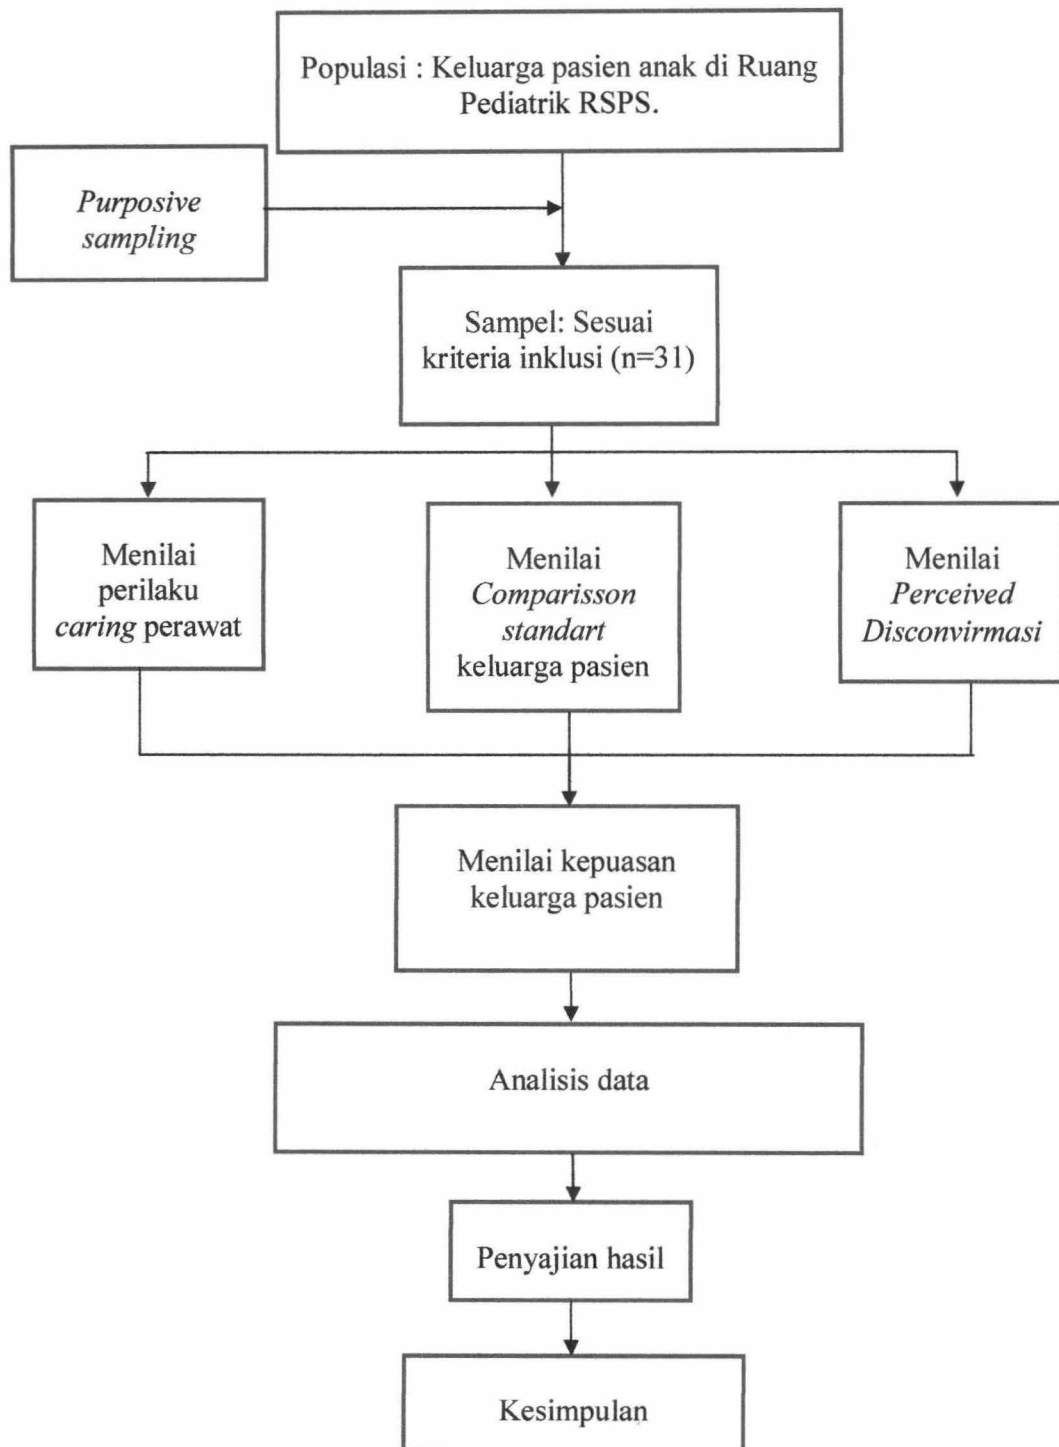 Populasi : Keluarga pasien anak di Ruang
Pediatrik RSPS.
Purposive
sampling
Sampel: Sesuai
kriteria inklusi (n=31)
Menilai
perilaku
caring perawat
Menilai
Comparisson
standart
keluarga pasien
Menilai
Perceived
Disconvirmasi
Menilai kepuasan
keluarga pasien
Analisis data
Penyajian hasil
Kesimpulan